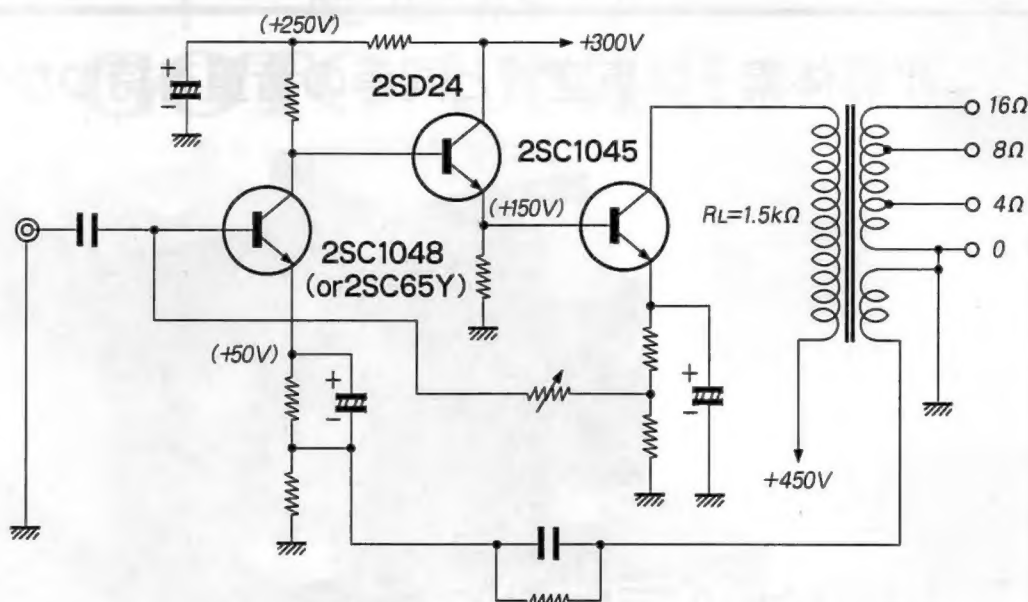 (+250V)
+300V
2SD24
2SC1045
16Ω
8Ω
(+150V)
RL=1.5kΩ
4Ω
0
2SC1048
(or2SC65Y)
(+50V)
+
−
+
−
+
−
+450V